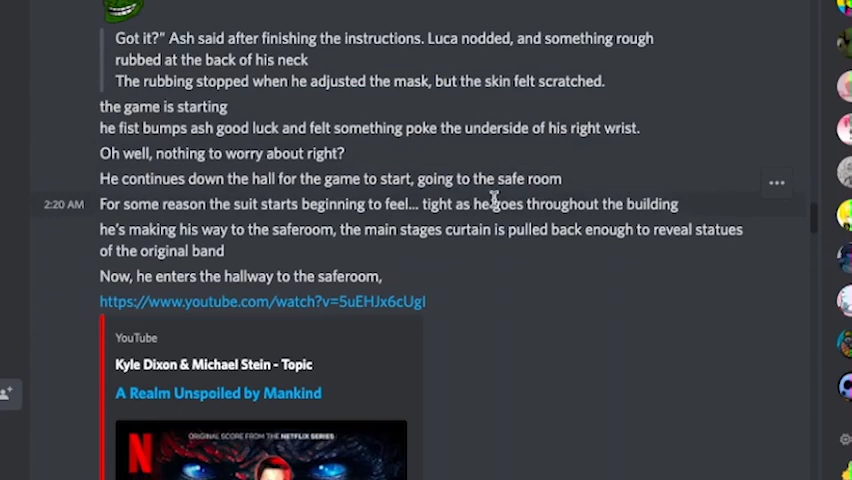 Got it?" Ash said after finishing the instructions. Luca nodded, and something rough
rubbed at the back of his neck
The rubbing stopped when he adjusted the mask, but the skin felt scratched.
the game is starting
he fist bumps ash good luck and felt something poke the underside of his right wrist.
Oh well, nothing to worry about right?
He continues down the hall for the game to start, going to the safe room
2:20 AM For some reason the suit starts beginning to feel... tight as he goes throughout the building
he's making his way to the saferoom, the main stages curtain is pulled back enough to reveal statues
of the original band
Now, he enters the hallway to the saferoom,
https://www.youtube.com/watch?v=5uEHJx6cUgI
YouTube
Kyle Dixon & Michael Stein - Topic
A Realm Unspoiled by Mankind
N
ORIGINAL SCORE FROM THE NETFLIX SERIES